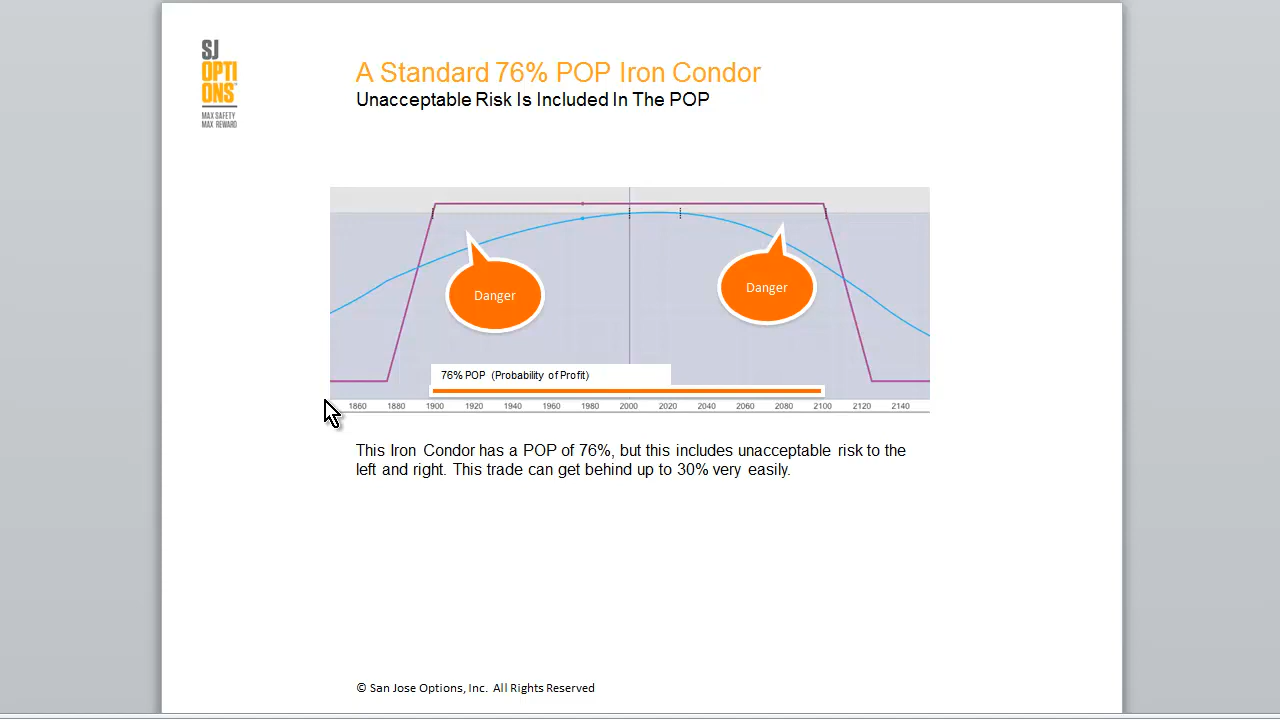 SJ
OPTI
ONS
MAX SAFETY
MAX REWARD
A Standard 76% POP Iron Condor
Unacceptable Risk Is Included In The POP
Danger
Danger
76% POP (Probability of Profit)
1860 1880 1900 1920 1940 1960 1980 2000 2020 2040 2060 2080 2100 2120 2140
This Iron Condor has a POP of 76%, but this includes unacceptable risk to the
left and right. This trade can get behind up to 30% very easily.
© San Jose Options, Inc. All Rights Reserved